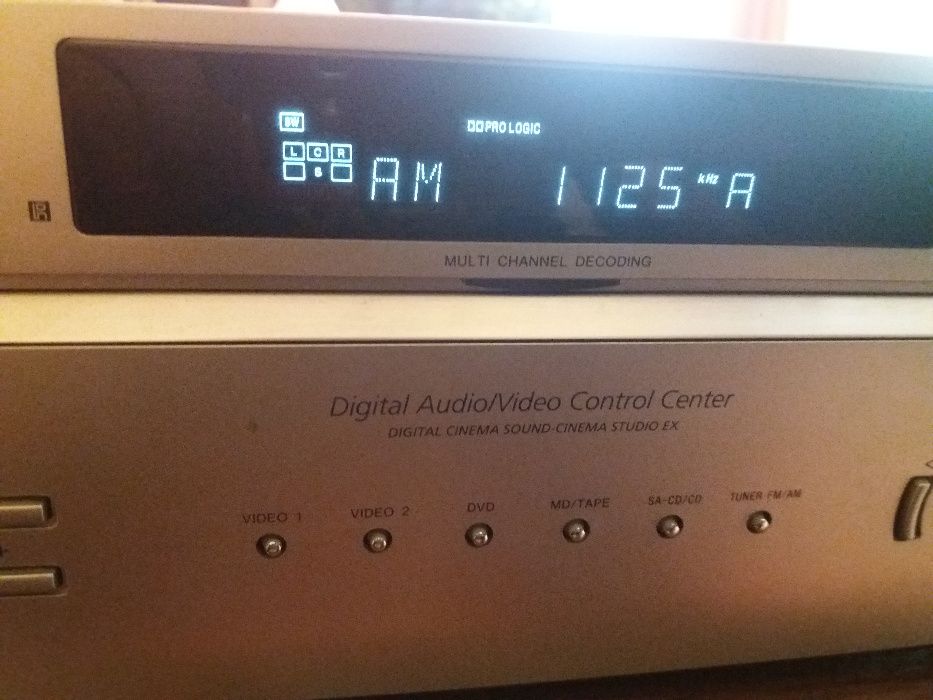 SW
DD PRO LOGIC
L C R
S
AM 1125 kHz A
MULTI CHANNEL DECODING
Digital Audio/Video Control Center
DIGITAL CINEMA SOUND-CINEMA STUDIO EX
VIDEO 1 VIDEO 2 DVD MD/TAPE SA-CD/CD TUNER FM/AM